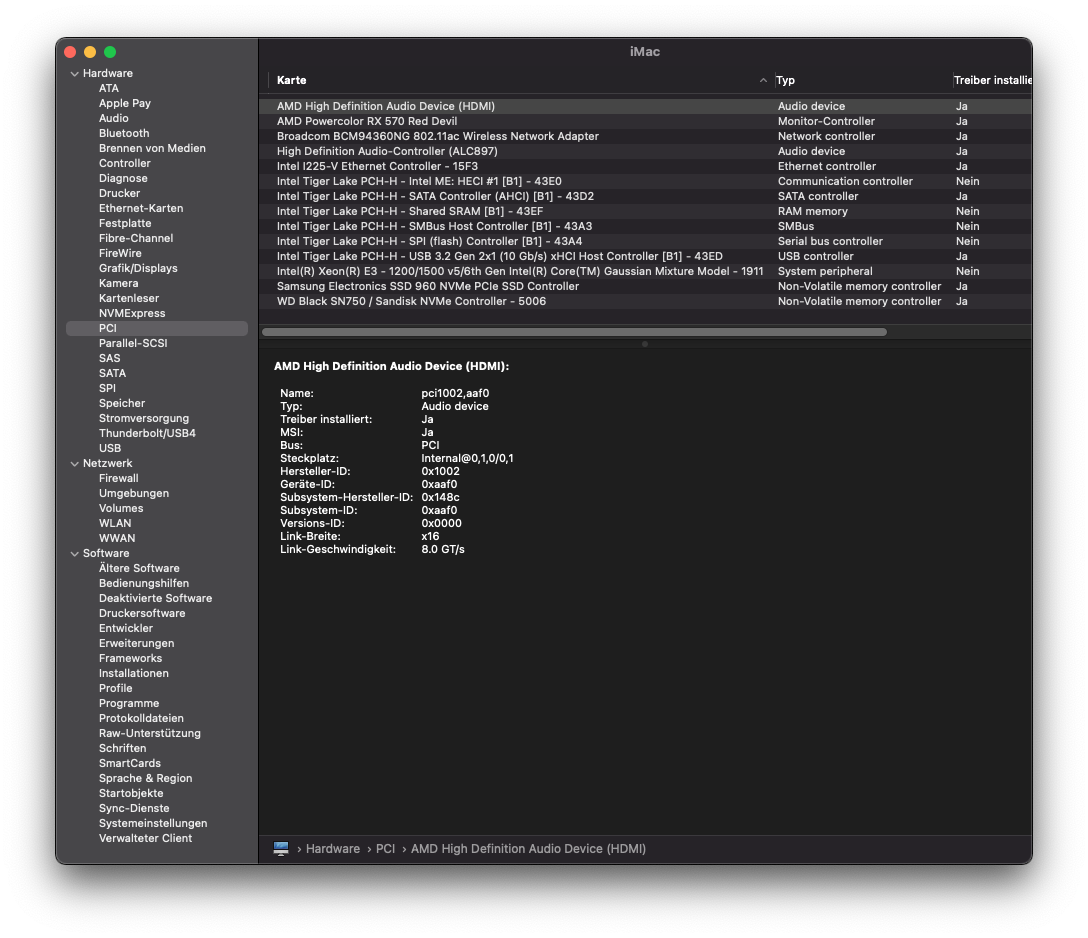 iMac
Hardware
ATA
Apple Pay
Audio
Bluetooth
Brennen von Medien
Controller
Diagnose
Drucker
Ethernet-Karten
Festplatte
Fibre-Channel
FireWire
Grafik/Displays
Kamera
Kartenleser
NVMExpress
PCI
Parallel-SCSI
SAS
SATA
SPI
Speicher
Stromversorgung
Thunderbolt/USB4
USB
Netzwerk
Firewall
Umgebungen
Volumes
WLAN
WWAN
Software
Ältere Software
Bedienungshilfen
Deaktivierte Software
Druckersoftware
Entwickler
Erweiterungen
Frameworks
Installationen
Profile
Programme
Protokolldateien
Raw-Unterstützung
Schriften
SmartCards
Sprache & Region
Startobjekte
Sync-Dienste
Systemeinstellungen
Verwalteter Client
Karte Typ Treiber installie
AMD High Definition Audio Device (HDMI) Audio device Ja
AMD Powercolor RX 570 Red Devil Monitor-Controller Ja
Broadcom BCM94360NG 802.11ac Wireless Network Adapter Network controller Ja
High Definition Audio-Controller (ALC897) Audio device Ja
Intel I225-V Ethernet Controller - 15F3 Ethernet controller Ja
Intel Tiger Lake PCH-H - Intel ME: HECI #1 [B1] - 43E0 Communication controller Nein
Intel Tiger Lake PCH-H - SATA Controller (AHCI) [B1] - 43D2 SATA controller Ja
Intel Tiger Lake PCH-H - Shared SRAM [B1] - 43EF RAM memory Nein
Intel Tiger Lake PCH-H - SMBus Host Controller [B1] - 43A3 SMBus Nein
Intel Tiger Lake PCH-H - SPI (flash) Controller [B1] - 43A4 Serial bus controller Nein
Intel Tiger Lake PCH-H - USB 3.2 Gen 2x1 (10 Gb/s) xHCI Host Controller [B1] - 43ED USB controller Ja
Intel(R) Xeon(R) E3 - 1200/1500 v5/6th Gen Intel(R) Core(TM) Gaussian Mixture Model - 1911 System peripheral Nein
Samsung Electronics SSD 960 NVMe PCIe SSD Controller Non-Volatile memory controller Ja
WD Black SN750 / Sandisk NVMe Controller - 5006 Non-Volatile memory controller Ja
AMD High Definition Audio Device (HDMI):
Name: pci1002,aaf0
Typ: Audio device
Treiber installiert: Ja
MSI: Ja
Bus: PCI
Steckplatz: Internal@0,1,0/0,1
Hersteller-ID: 0x1002
Geräte-ID: 0xaaf0
Subsystem-Hersteller-ID: 0x148c
Subsystem-ID: 0xaaf0
Versions-ID: 0x0000
Link-Breite: x16
Link-Geschwindigkeit: 8.0 GT/s
› Hardware › PCI › AMD High Definition Audio Device (HDMI)